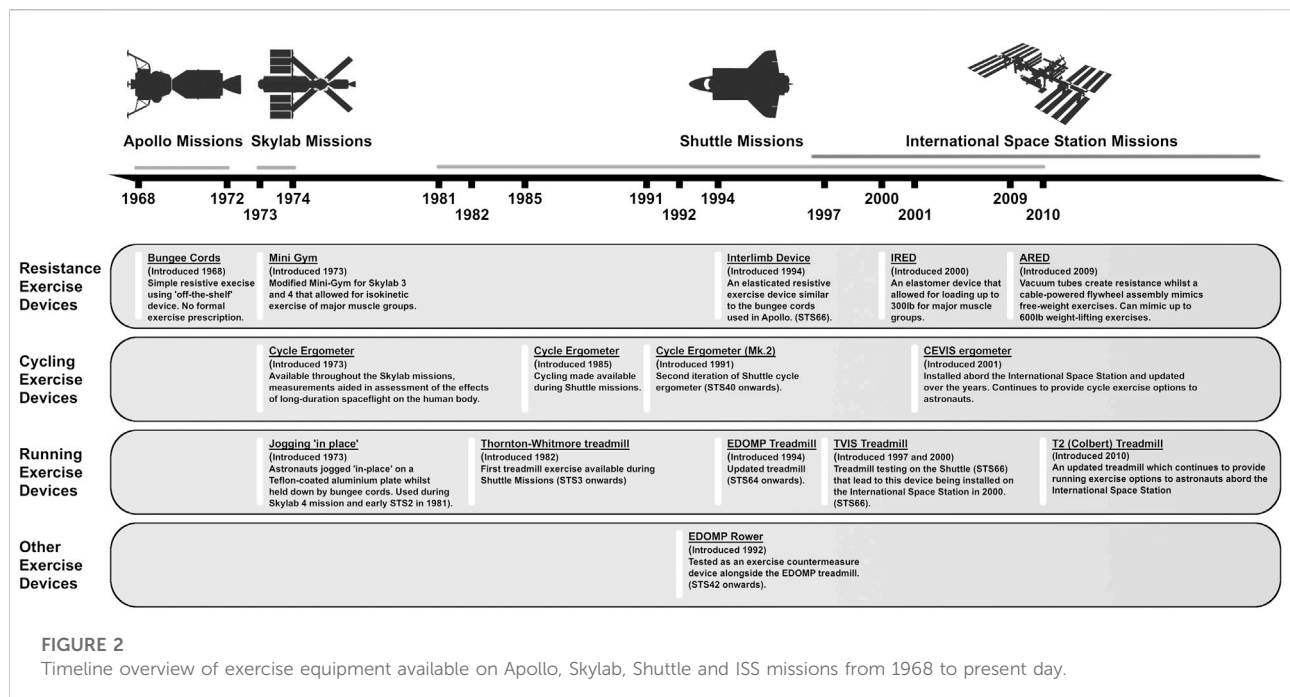 Apollo Missions
Skylab Missions
Shuttle Missions
International Space Station Missions
1968
1972
1973
1974
1981
1982
1985
1991
1992
1994
1997
2000
2001
2009
2010
Resistance
Exercise
Devices
Bungee Cords
(Introduced 1968)
Simple resistive execise
using 'off-the-shelf'
device. No formal
exercise prescription.
Mini Gym
(Introduced 1973)
Modified Mini-Gym for Skylab 3
and 4 that allowed for isokinetic
exercise of major muscle groups.
Interlimb Device
(Introduced 1994)
An elasticated resistive
exercise device similar
to the bungee cords
used in Apollo. (STS66).
IRED
(Introduced 2000)
An elastomer device that
allowed for loading up to
300lb for major muscle
groups.
ARED
(Introduced 2009)
Vacuum tubes create resistance whilst a
cable-powered flywheel assembly mimics
free-weight exercises. Can mimic up to
600lb weight-lifting exercises.
Cycling
Exercise
Devices
Cycle Ergometer
(Introduced 1973)
Available throughout the Skylab missions,
measurements aided in assessment of the effects
of long-duration spaceflight on the human body.
Cycle Ergometer
(Introduced 1985)
Cycling made available
during Shuttle missions.
Cycle Ergometer (Mk.2)
(Introduced 1991)
Second iteration of Shuttle cycle
ergometer (STS40 onwards).
CEVIS ergometer
(Introduced 2001)
Installed abord the International Space Station and updated
over the years. Continues to provide cycle exercise options to
astronauts.
Running
Exercise
Devices
Jogging 'in place'
(Introduced 1973)
Astronauts jogged 'in-place' on a
Teflon-coated aluminium plate whilst
held down by bungee cords. Used during
Skylab 4 mission and early STS2 in 1981).
Thornton-Whitmore treadmill
(Introduced 1982)
First treadmill exercise available during
Shuttle Missions (STS3 onwards)
EDOMP Treadmill
(Introduced 1994)
Updated treadmill
(STS64 onwards).
TVIS Treadmill
(Introduced 1997 and 2000)
Treadmill testing on the Shuttle (STS66)
that lead to this device being installed on
the International Space Station in 2000.
(STS66).
T2 (Colbert) Treadmill
(Introduced 2010)
An updated treadmill which continues to provide
running exercise options to astronauts abord the
International Space Station
Other
Exercise
Devices
EDOMP Rower
(Introduced 1992)
Tested as an exercise countermeasure
device alongside the EDOMP treadmill.
(STS42 onwards).
FIGURE 2
Timeline overview of exercise equipment available on Apollo, Skylab, Shuttle and ISS missions from 1968 to present day.